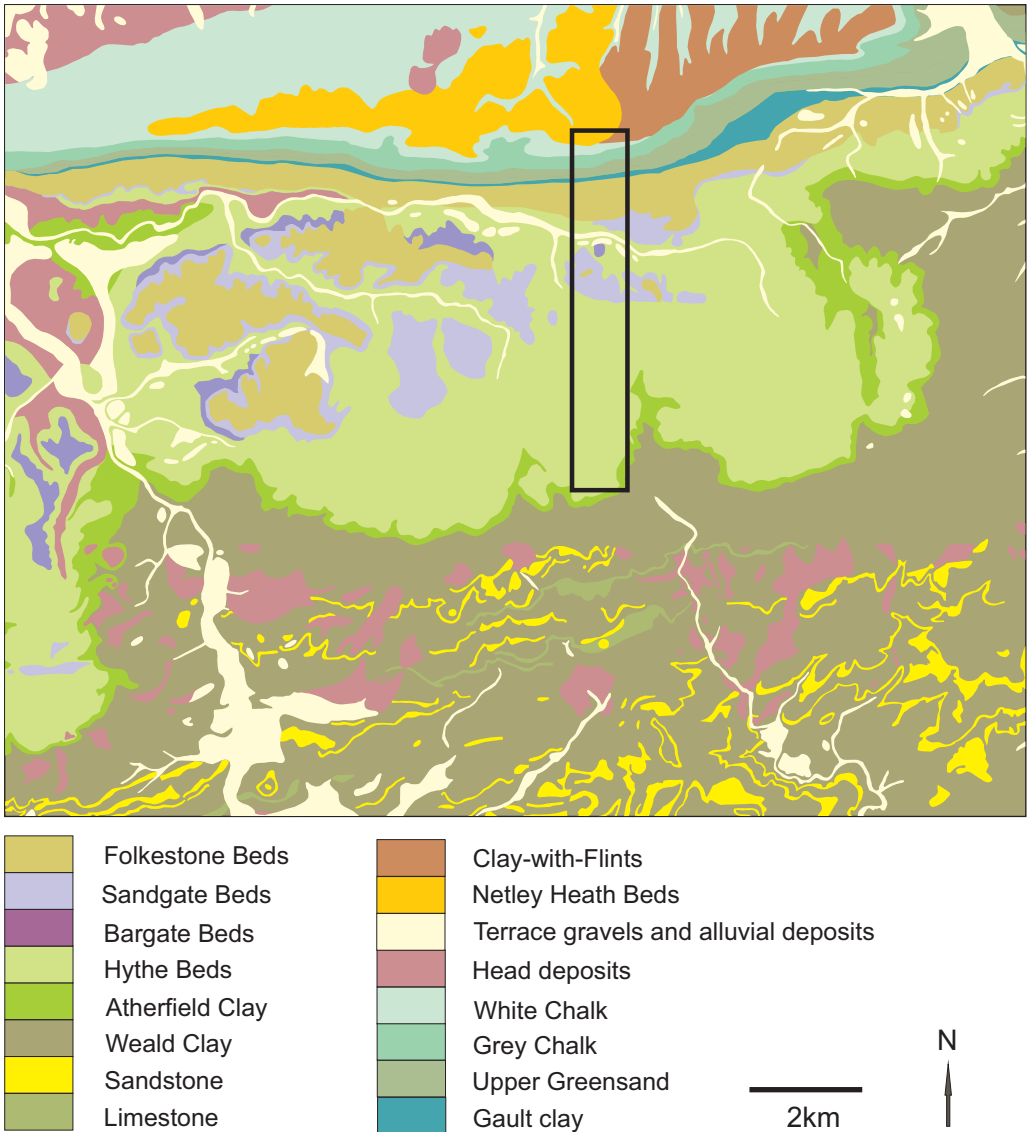 Folkestone Beds
Sandgate Beds
Bargate Beds
Hythe Beds
Atherfield Clay
Weald Clay
Sandstone
Limestone
Clay-with-Flints
Netley Heath Beds
Terrace gravels and alluvial deposits
Head deposits
White Chalk
Grey Chalk
Upper Greensand
Gault clay
2km
N